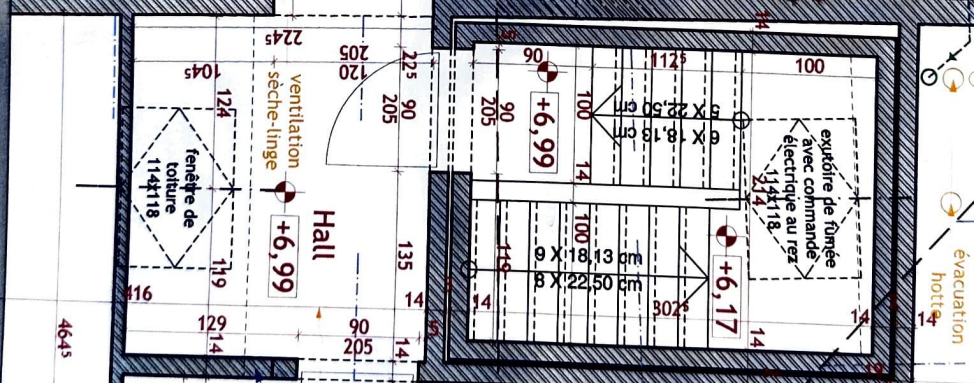 2245
205
120
1045
124
22⁵
90
205
ventilation
sèche-linge
fenêtre de
toiture
114x118
+6,99
Hall
119
416
129
14
135
14
90
205
14
464⁵
90
112⁵
100
14
90
205
+6,99
100
14
5 X 22,50 cm
6 X 18,13 cm
214
exutoire de fumée
avec commande
électrique au rez
114x118
100
119
9 X 18,13 cm
8 X 22,50 cm
302⁵
+6,17
14
14
14
14
évacuation
hotte